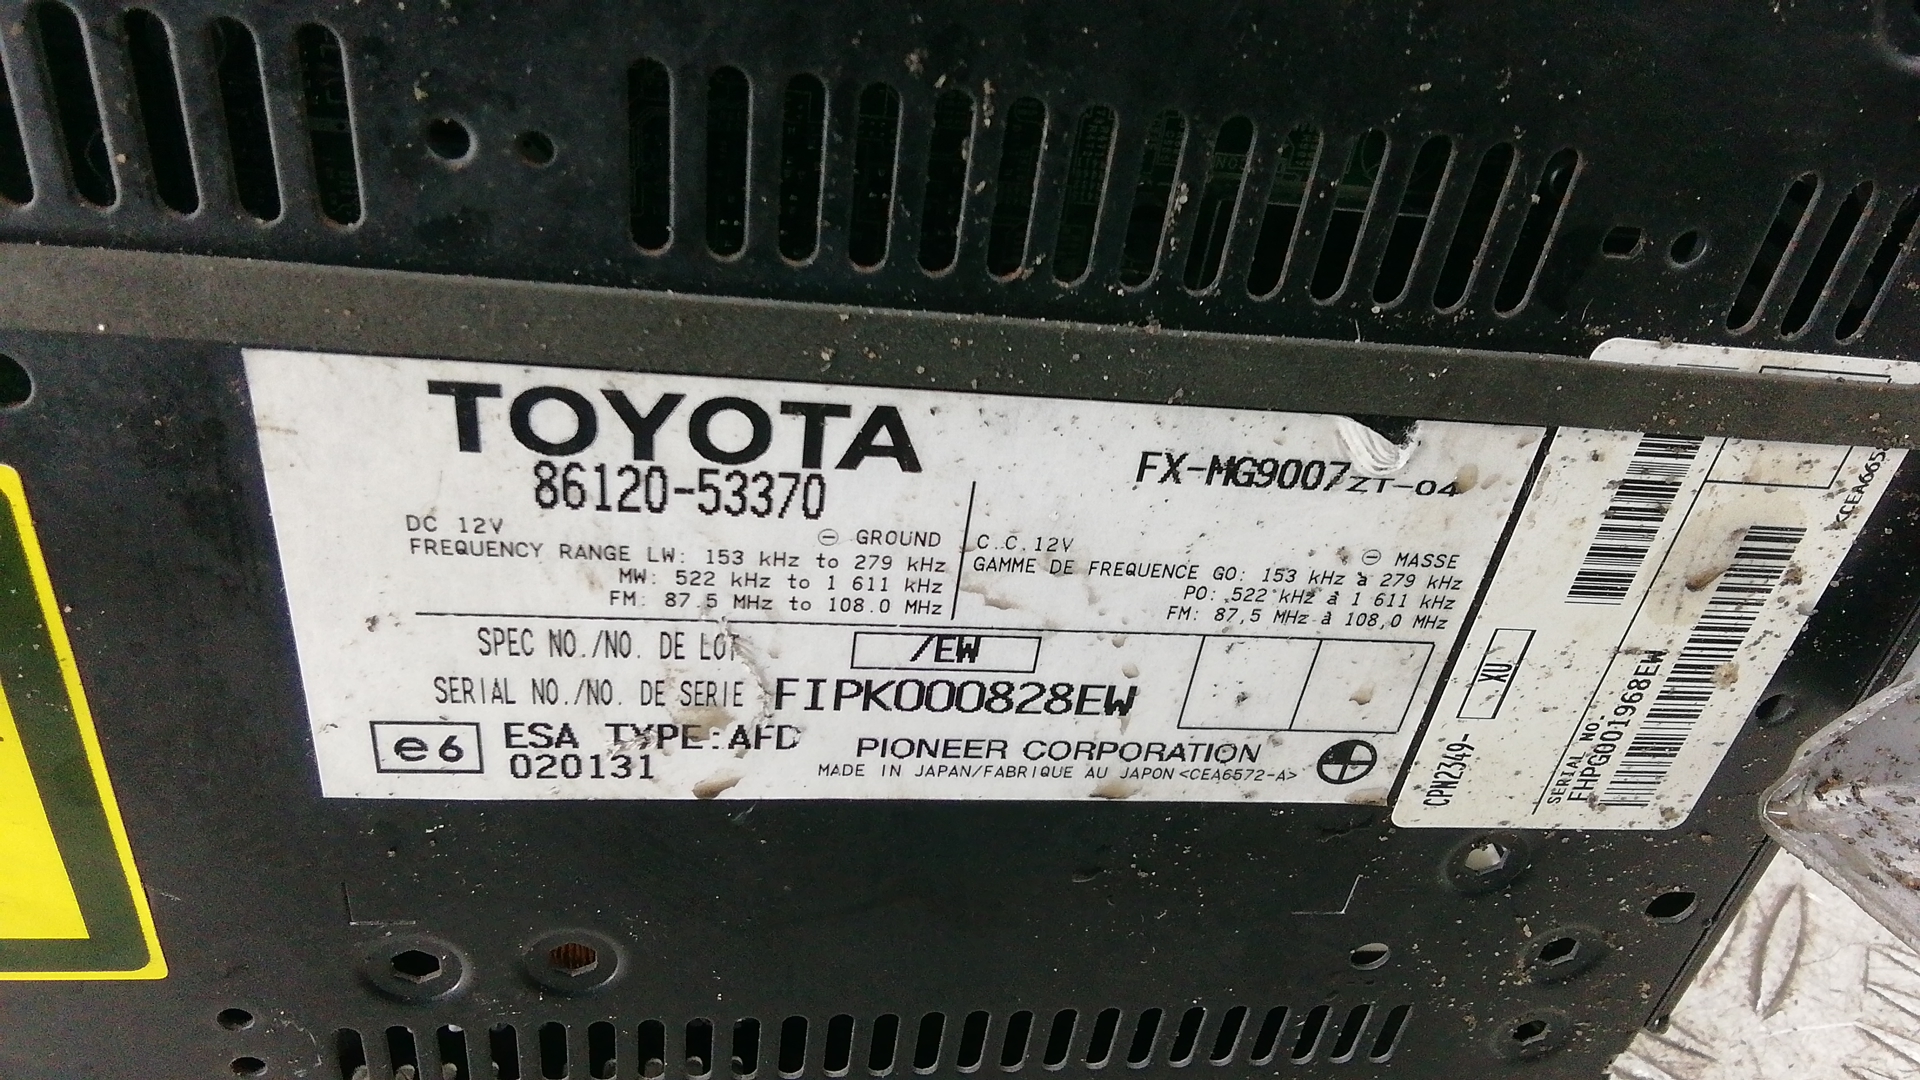 TOYOTA
86120-53370
FX-MG9007ZT-04
DC 12V
⊖ GROUND
FREQUENCY RANGE LW: 153 kHz to 279 kHz
MW: 522 kHz to 1 611 kHz
FM: 87.5 MHz to 108.0 MHz
C.C. 12V
⊖ MASSE
GAMME DE FREQUENCE GO: 153 kHz à 279 kHz
PO: 522 kHz à 1 611 kHz
FM: 87,5 MHz à 108,0 MHz
SPEC NO./NO. DE LOT
/EW
SERIAL NO./NO. DE SERIE FIPK000828EW
e6
ESA TYPE: AFD
020131
PIONEER CORPORATION
MADE IN JAPAN/FABRIQUE AU JAPON <CEA6572-A>
CPN2349-
XU
SERIAL NO.
FHPG001968EW